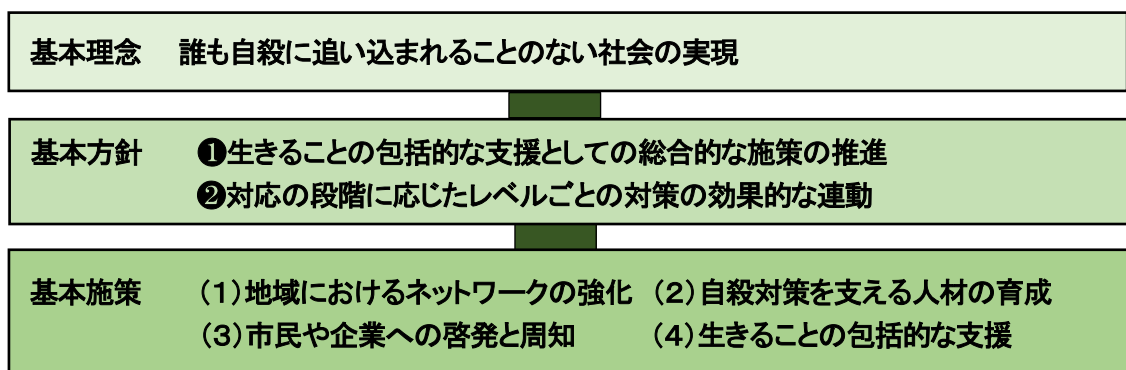 基本理念 誰も自殺に追い込まれることのない社会の実現
基本方針 ❶生きることの包括的な支援としての総合的な施策の推進
❷対応の段階に応じたレベルごとの対策の効果的な連動
基本施策 （１）地域におけるネットワークの強化 （２）自殺対策を支える人材の育成
（３）市民や企業への啓発と周知 （４）生きることの包括的な支援